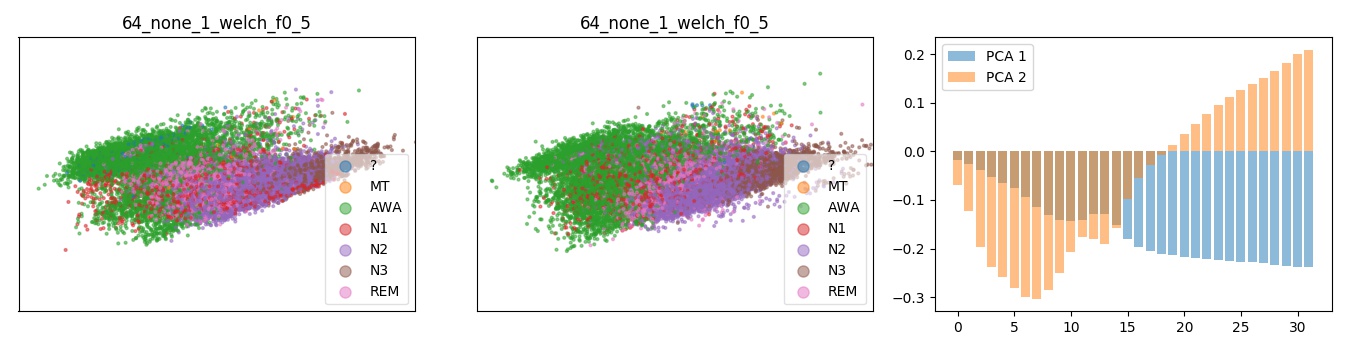 64_none_1_welch_f0_5
?
MT
AWA
N1
N2
N3
REM
64_none_1_welch_f0_5
?
MT
AWA
N1
N2
N3
REM
PCA 1
PCA 2
0.2
0.1
0.0
−0.1
−0.2
−0.3
0
5
10
15
20
25
30